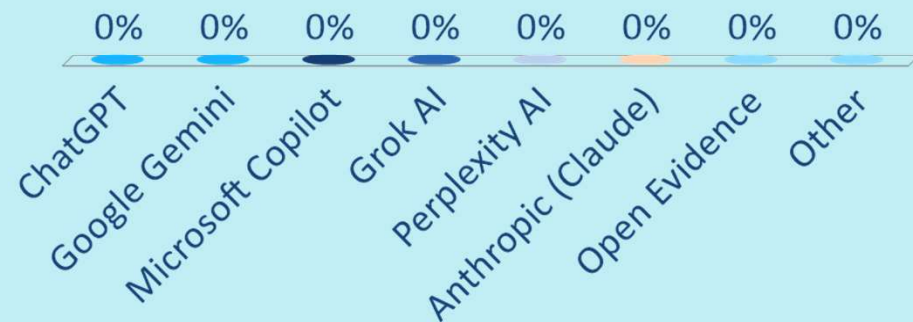 0% 0% 0% 0% 0% 0% 0% 0%
ChatGPT
Google Gemini
Microsoft Copilot
Grok AI
Perplexity AI
Anthropic (Claude)
Open Evidence
Other